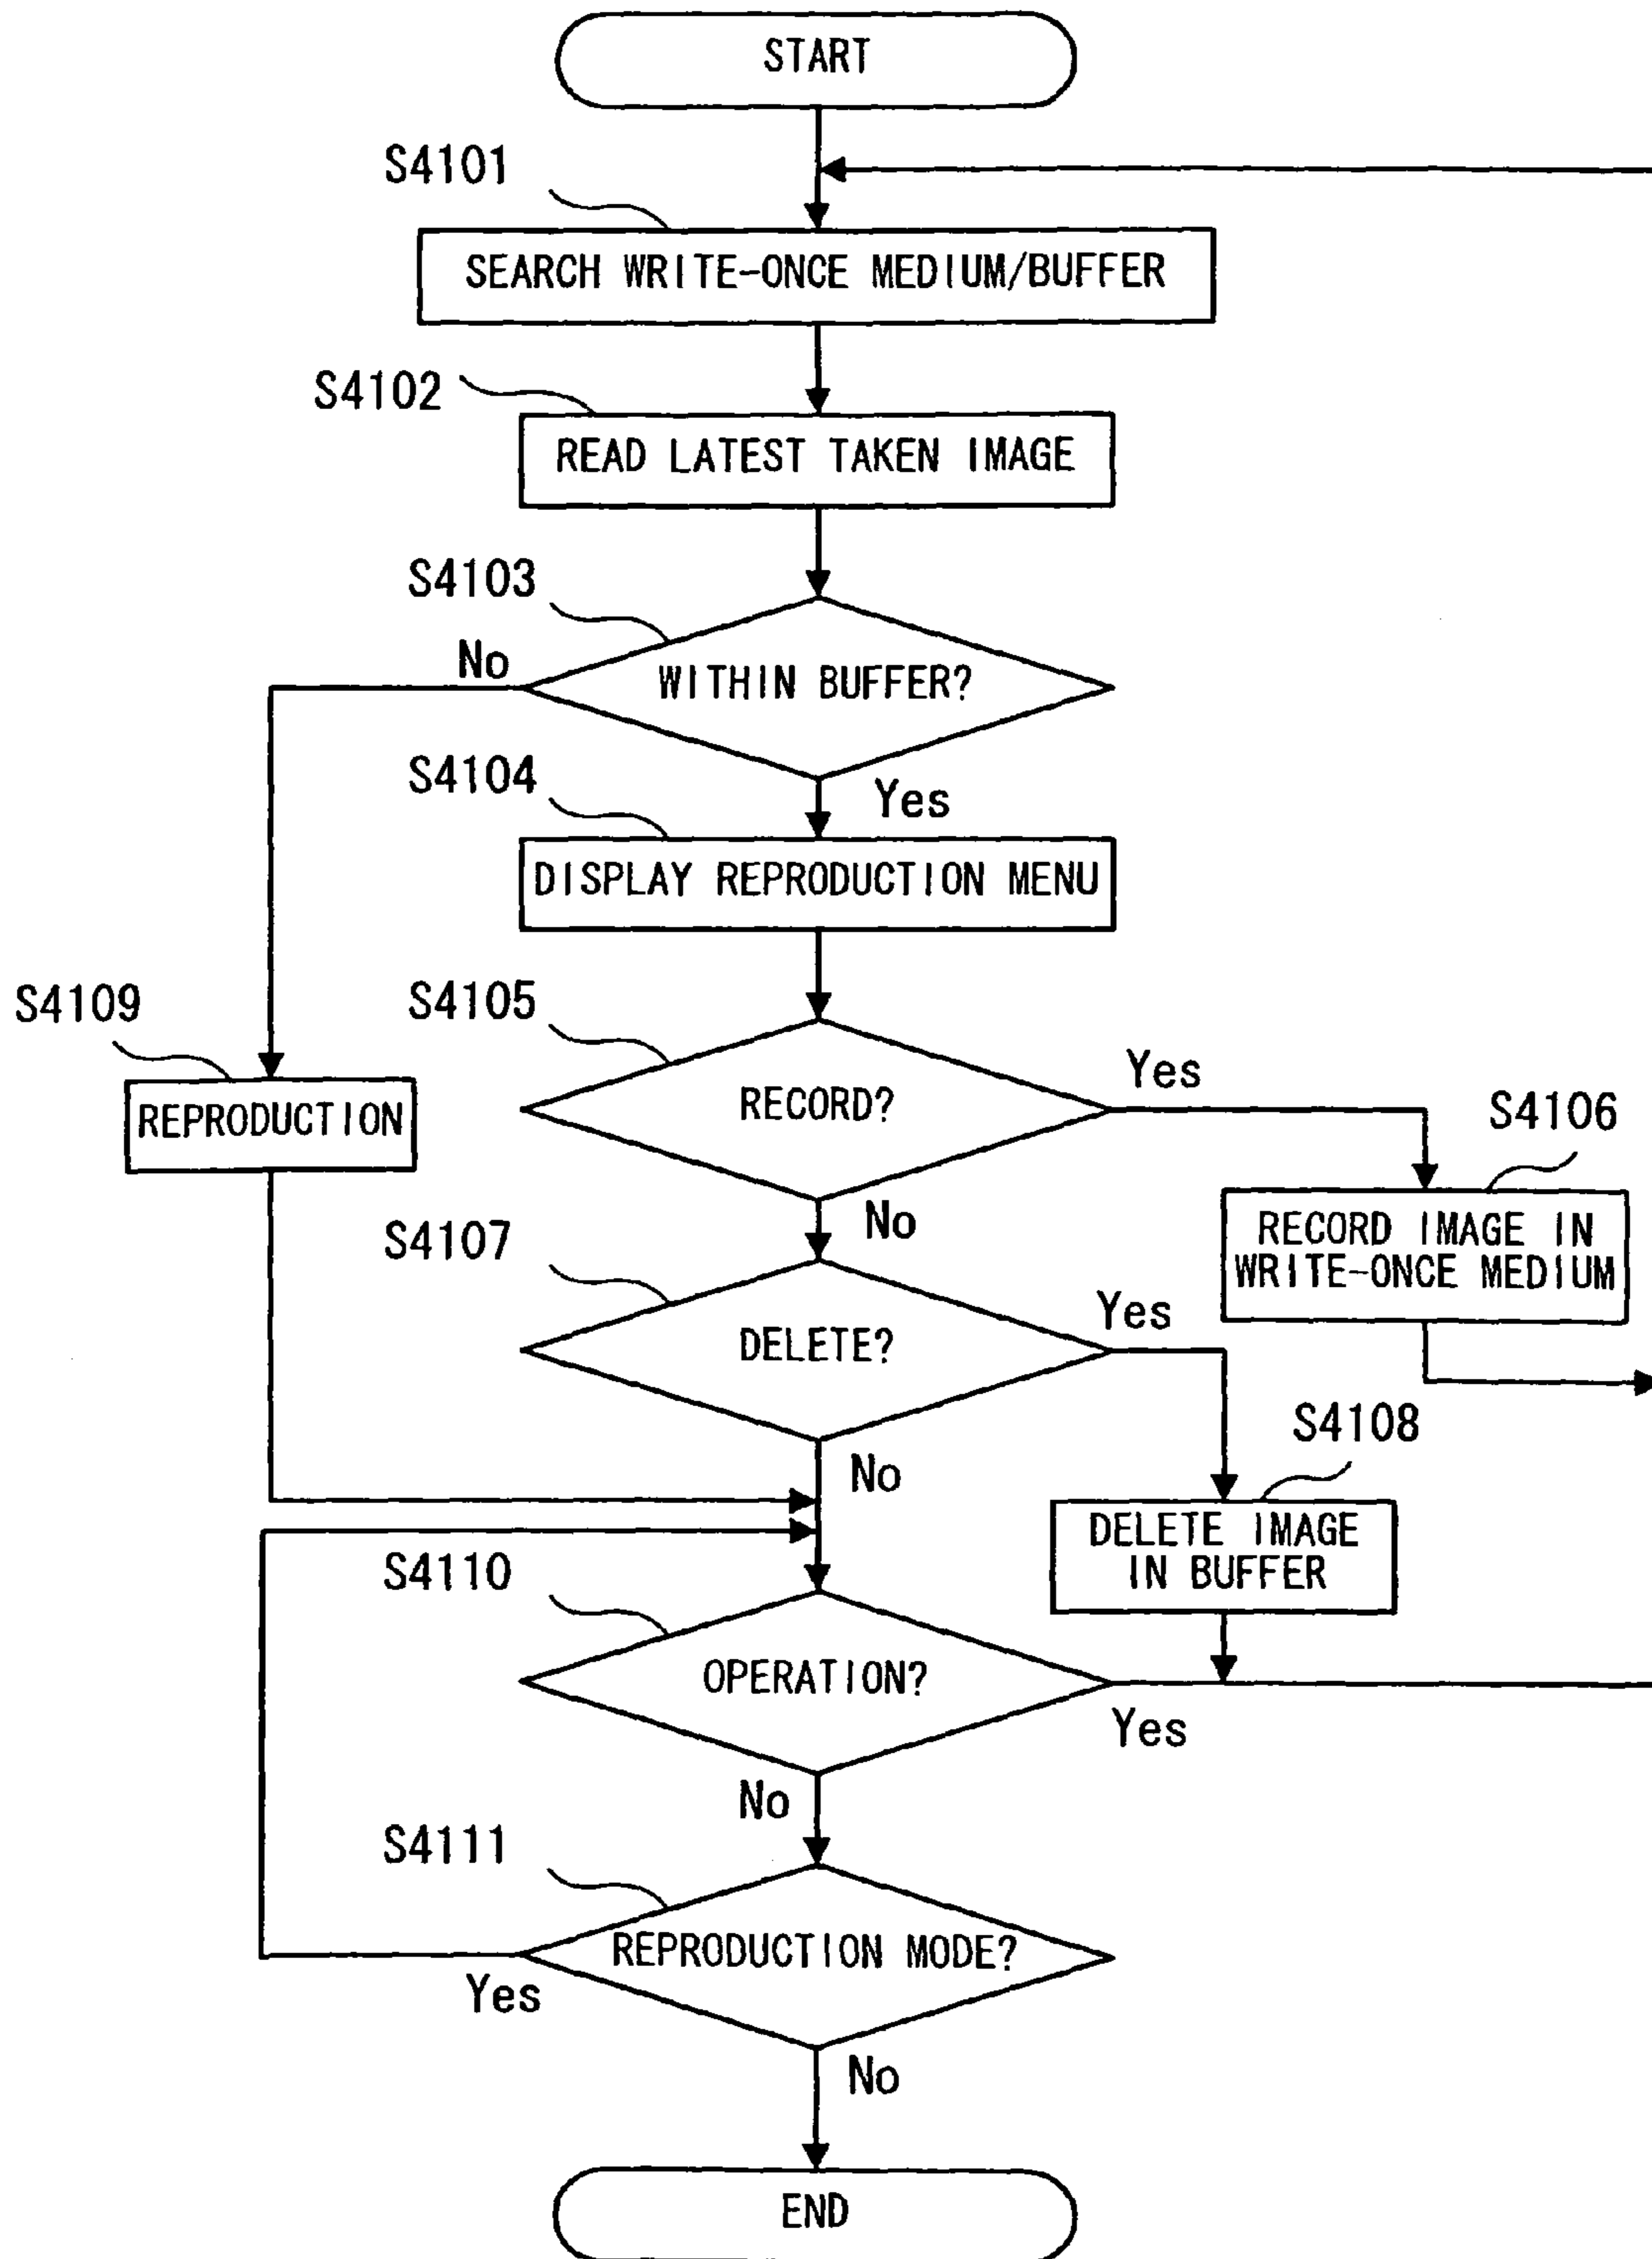 START
S4101
SEARCH WRITE-ONCE MEDIUM/BUFFER
S4102
READ LATEST TAKEN IMAGE
S4103
No
WITHIN BUFFER?
S4104
Yes
DISPLAY REPRODUCTION MENU
S4109
S4105
Yes
REPRODUCTION
RECORD?
S4106
No
RECORD IMAGE IN
WRITE-ONCE MEDIUM
S4107
Yes
DELETE?
S4108
No
DELETE IMAGE
IN BUFFER
S4110
OPERATION?
Yes
No
S4111
REPRODUCTION MODE?
Yes
No
END